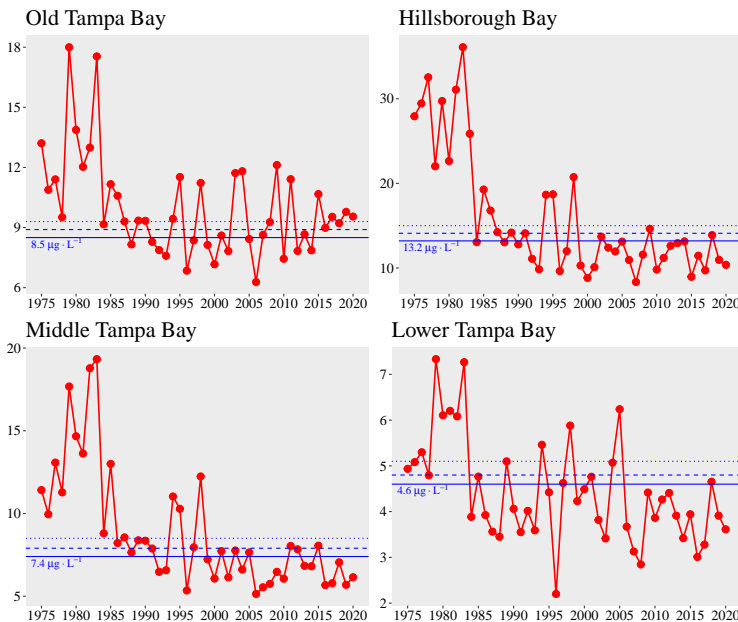 Old Tampa Bay
18
15
12
9
6
8.5 µg · L⁻¹
1975 1980 1985 1990 1995 2000 2005 2010 2015 2020
Hillsborough Bay
30
20
10
13.2 µg · L⁻¹
1975 1980 1985 1990 1995 2000 2005 2010 2015 2020
Middle Tampa Bay
20
15
10
5
7.4 µg · L⁻¹
1975 1980 1985 1990 1995 2000 2005 2010 2015 2020
Lower Tampa Bay
7
6
5
4
3
2
4.6 µg · L⁻¹
1975 1980 1985 1990 1995 2000 2005 2010 2015 2020